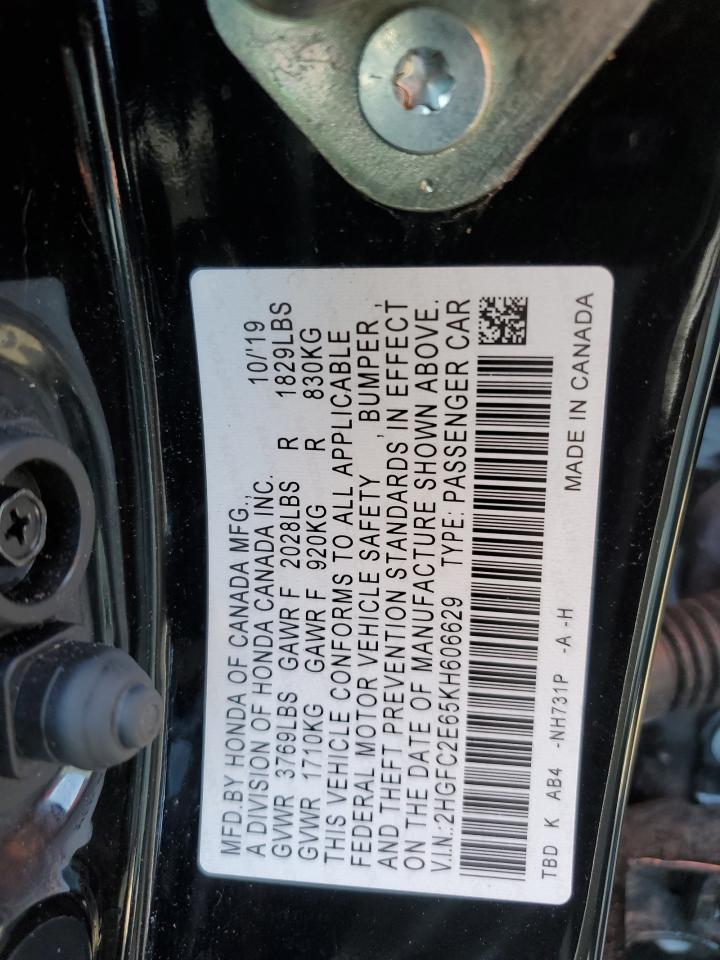 MFD.BY HONDA OF CANADA MFG., 10/'19
A DIVISION OF HONDA CANADA INC.
GVWR 3769LBS GAWR F 2028LBS R 1829LBS
GVWR 1710KG GAWR F 920KG R 830KG
THIS VEHICLE CONFORMS TO ALL APPLICABLE
FEDERAL MOTOR VEHICLE SAFETY , BUMPER ,
AND THEFT PREVENTION STANDARDS IN EFFECT
ON THE DATE OF MANUFACTURE SHOWN ABOVE.
V.I.N.:2HGFC2E65KH606629 TYPE: PASSENGER CAR
TBD K AB4 -NH731P -A -H MADE IN CANADA